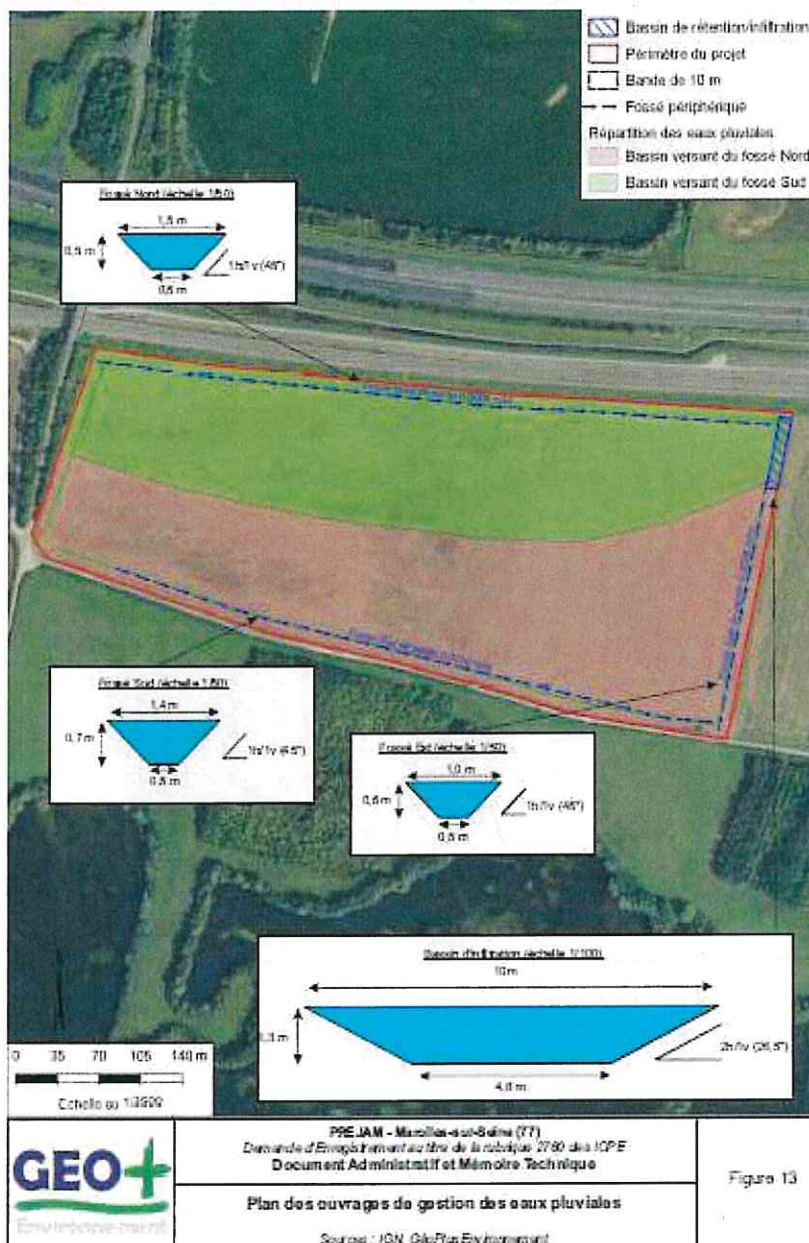 Bassin de rétention/infiltration
Périmètre du projet
Bande de 10 m
Fossé périphérique
Répartition des eaux pluviales
Bassin versant du fossé Nord
Bassin versant du fossé Sud
Fossé Nord (échelle 1/50)
1,5 m
0,5 m
1h/1v (45°)
0,5 m
Fossé Sud (échelle 1/50)
1,4 m
0,7 m
1h/1v (45°)
0,5 m
Fossé Est (échelle 1/50)
1,0 m
0,6 m
1h/1v (45°)
0,5 m
Bassin d'infiltration (échelle 1/100)
10 m
2h/1v (26,5°)
0 35 70 105 140 m
Echelle au 1/3500
GEO+
Environnement
PREJAM - Marolles-sur-Seine (77)
Demande d'Enregistrement au titre de la rubrique 2760 des ICPE
Document Administratif et Mémoire Technique
Plan des ouvrages de gestion des eaux pluviales
Sources : IGN, GéoPlusEnvironnement
Figure 13